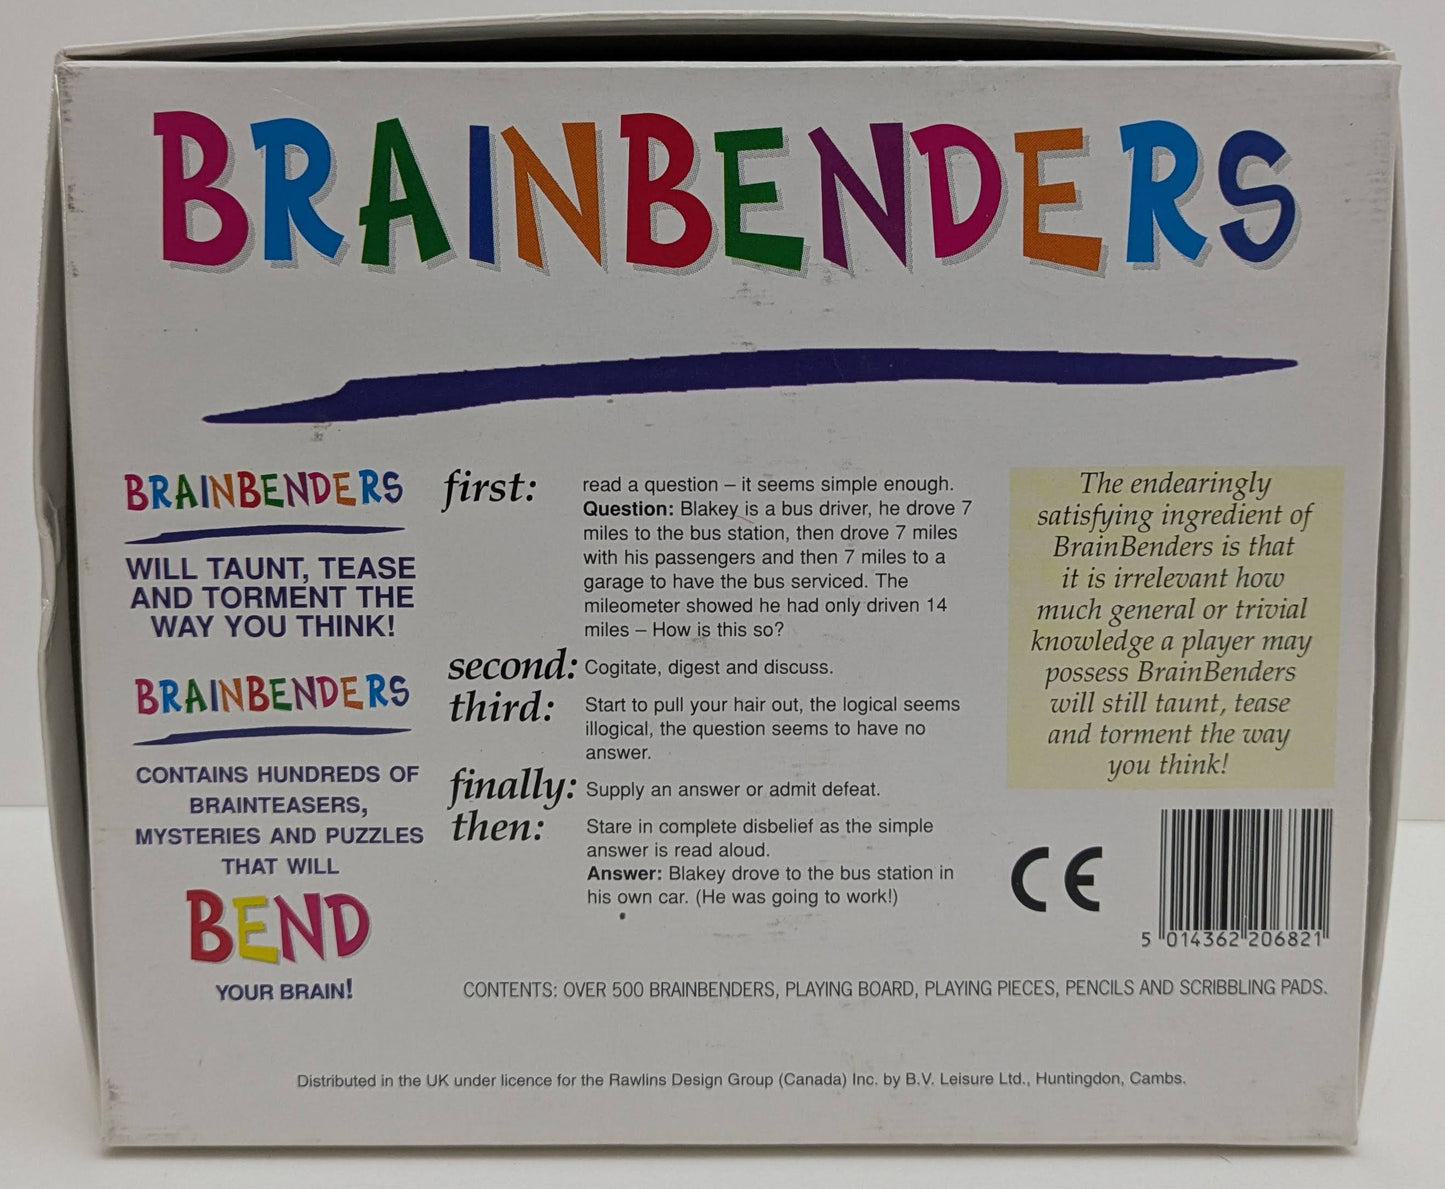 BRAINBENDERS
BRAINBENDERS
WILL TAUNT, TEASE
AND TORMENT THE
WAY YOU THINK!
BRAINBENDERS
CONTAINS HUNDREDS OF
BRAINTEASERS,
MYSTERIES AND PUZZLES
THAT WILL
BEND
YOUR BRAIN!
first: read a question – it seems simple enough.
Question: Blakey is a bus driver, he drove 7
miles to the bus station, then drove 7 miles
with his passengers and then 7 miles to a
garage to have the bus serviced. The
mileometer showed he had only driven 14
miles – How is this so?
second: Cogitate, digest and discuss.
third: Start to pull your hair out, the logical seems
illogical, the question seems to have no
answer.
finally: Supply an answer or admit defeat.
then: Stare in complete disbelief as the simple
answer is read aloud.
Answer: Blakey drove to the bus station in
his own car. (He was going to work!)
The endearingly
satisfying ingredient of
BrainBenders is that
it is irrelevant how
much general or trivial
knowledge a player may
possess BrainBenders
will still taunt, tease
and torment the way
you think!
CE
5 014362 206821
CONTENTS: OVER 500 BRAINBENDERS, PLAYING BOARD, PLAYING PIECES, PENCILS AND SCRIBBLING PADS.
Distributed in the UK under licence for the Rawlins Design Group (Canada) Inc. by B.V. Leisure Ltd., Huntingdon, Cambs.